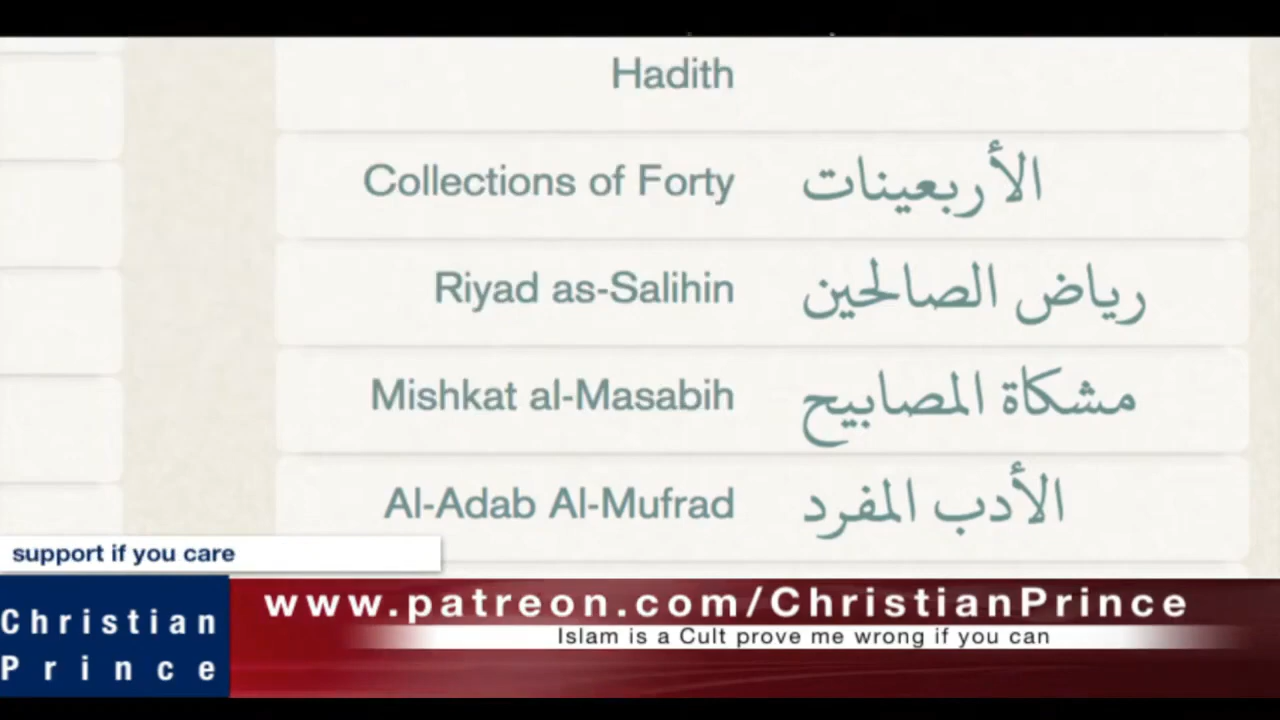 Hadith
Collections of Forty الأربعينات
Riyad as-Salihin رياض الصالحين
Mishkat al-Masabih مشكاة المصابيح
Al-Adab Al-Mufrad الأدب المفرد
support if you care
Christian
Prince
www.patreon.com/ChristianPrince
Islam is a Cult prove me wrong if you can